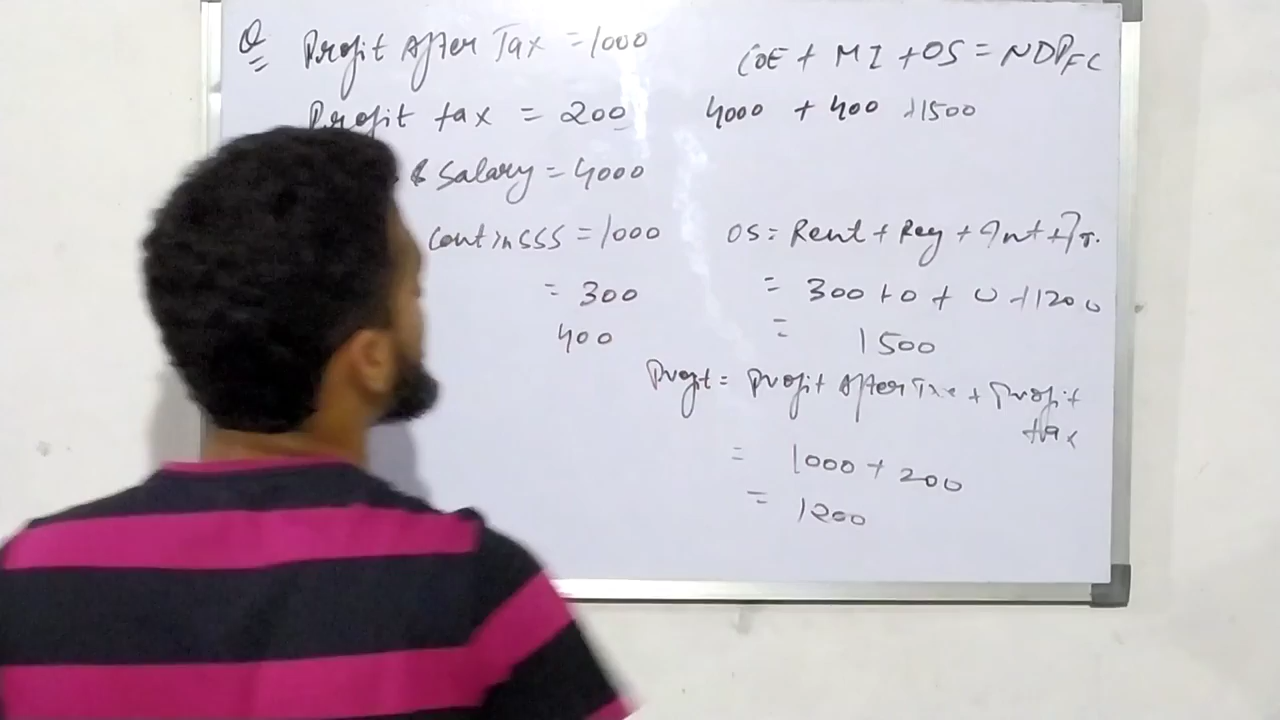 Q Profit After Tax = 1000
Profit tax = 200
& Salary = 4000
cont in SSS = 1000
= 300
400
COE + MI + OS = NDPFC
4000 + 400 + 1500
OS = Rent + Roy + Int + Pr.
= 300 + 0 + 0 + 1200
= 1500
Profit = Profit After Tax + Profit
tax
= 1000 + 200
= 1200